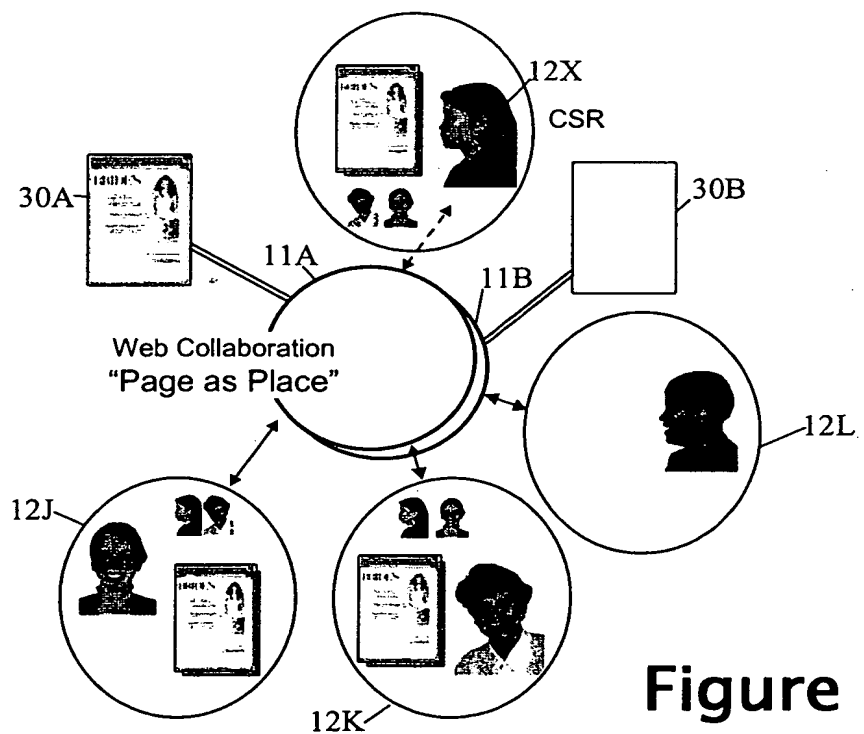 12X
CSR
30A
30B
11A
11B
Web Collaboration
“Page as Place”
12L
12J
12K
Figure